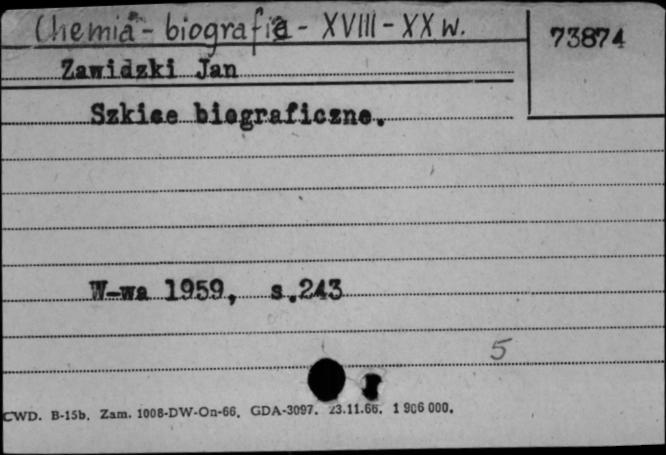 Chemia - biografie - XVIII - XX w.
73874
Zawidzki Jan
Szkice biograficzne.
W-wa 1959, s.243
5
CWD. B-15b. Zam. 1008-DW-On-66. GDA-3097. 23.11.66. 1 906 000.